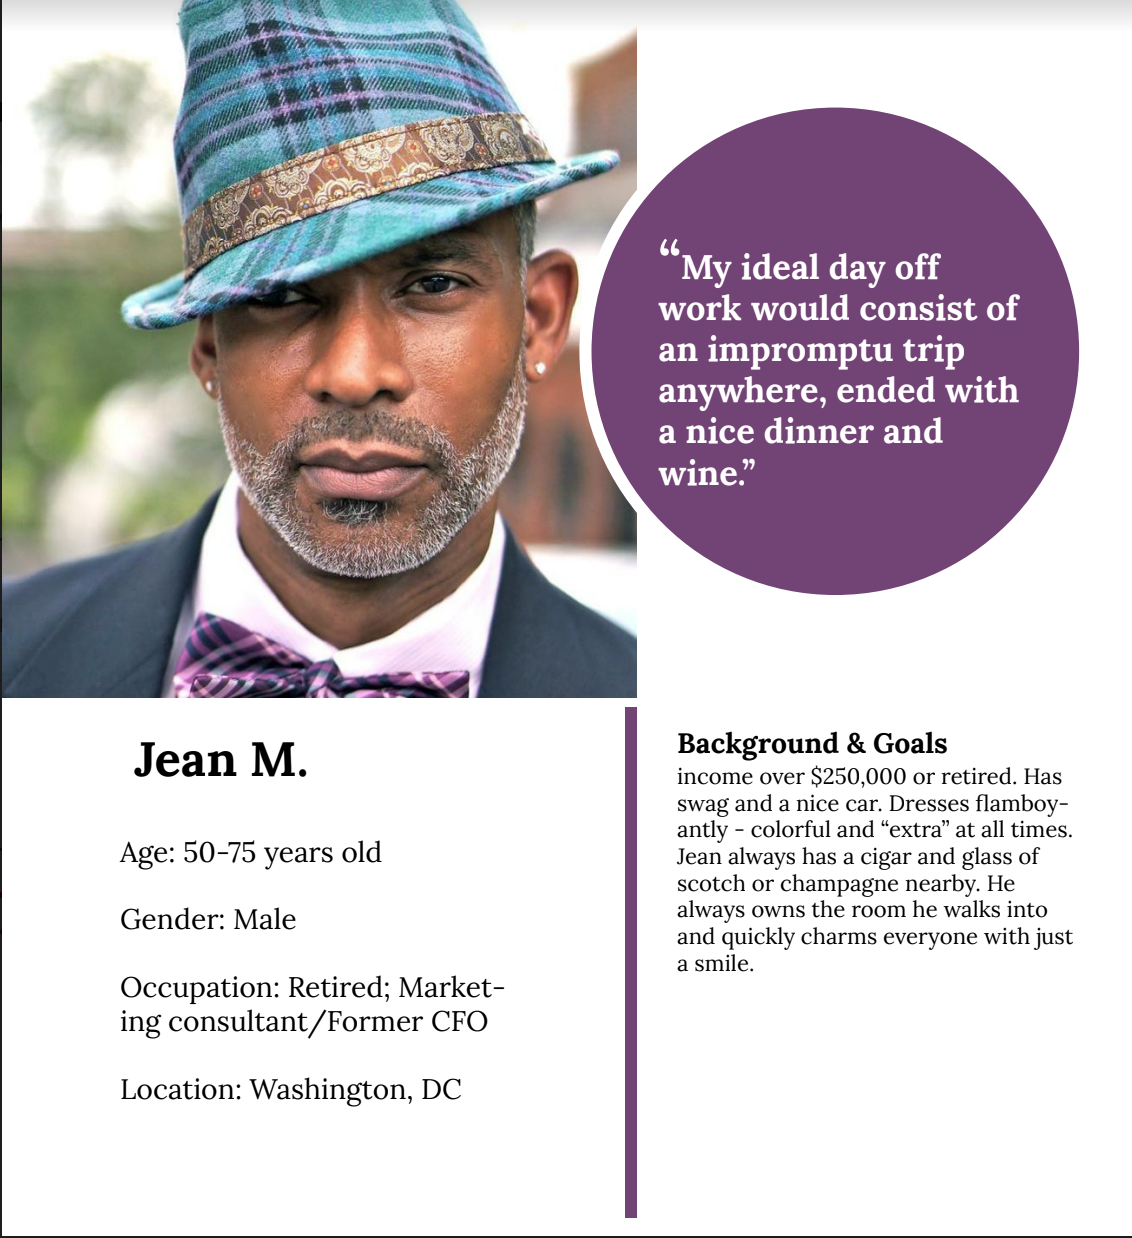 “My ideal day off
work would consist of
an impromptu trip
anywhere, ended with
a nice dinner and
wine.”
Jean M.
Age: 50-75 years old
Gender: Male
Occupation: Retired; Market-
ing consultant/Former CFO
Location: Washington, DC
Background & Goals
income over $250,000 or retired. Has
swag and a nice car. Dresses flamboy-
antly - colorful and “extra” at all times.
Jean always has a cigar and glass of
scotch or champagne nearby. He
always owns the room he walks into
and quickly charms everyone with just
a smile.